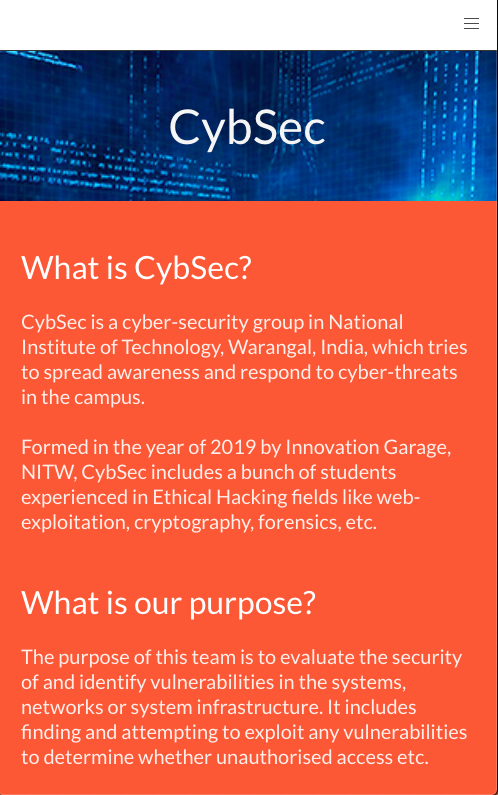 CybSec
What is CybSec?
CybSec is a cyber-security group in National
Institute of Technology, Warangal, India, which tries
to spread awareness and respond to cyber-threats
in the campus.
Formed in the year of 2019 by Innovation Garage,
NITW, CybSec includes a bunch of students
experienced in Ethical Hacking fields like web-
exploitation, cryptography, forensics, etc.
What is our purpose?
The purpose of this team is to evaluate the security
of and identify vulnerabilities in the systems,
networks or system infrastructure. It includes
finding and attempting to exploit any vulnerabilities
to determine whether unauthorised access etc.